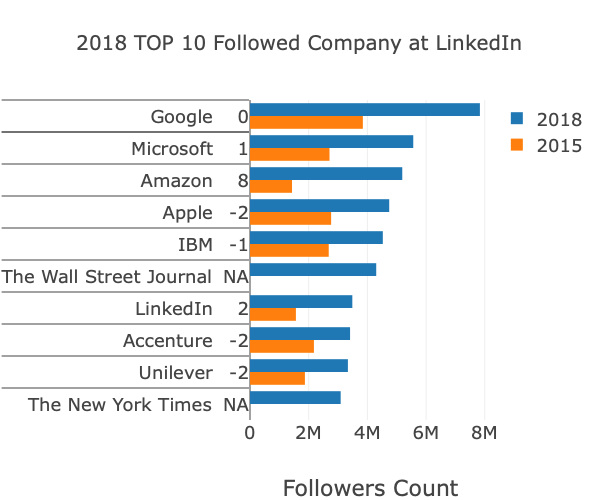 2018 TOP 10 Followed Company at LinkedIn
Google 0
Microsoft 1
Amazon 8
Apple -2
IBM -1
The Wall Street Journal NA
LinkedIn 2
Accenture -2
Unilever -2
The New York Times NA
0 2M 4M 6M 8M
Followers Count
2018
2015